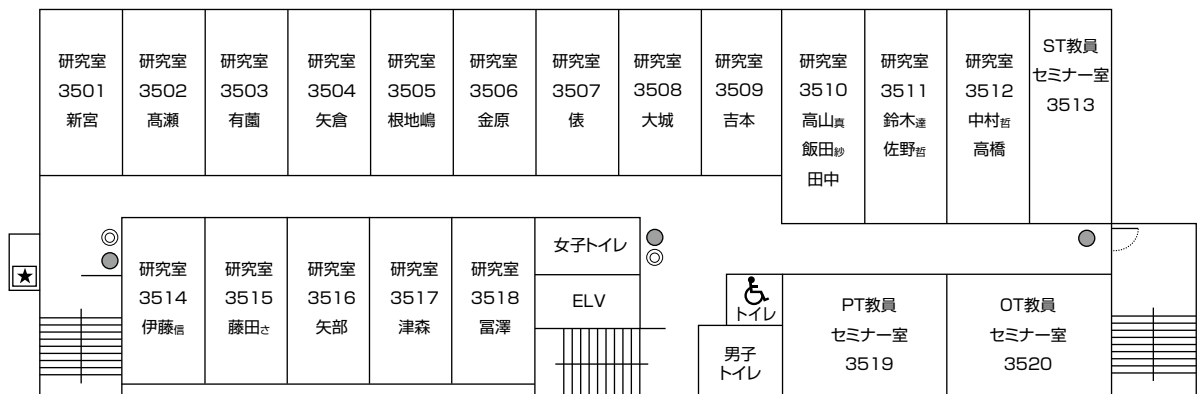 研究室
3501
新宮
研究室
3502
髙瀬
研究室
3503
有薗
研究室
3504
矢倉
研究室
3505
根地嶋
研究室
3506
金原
研究室
3507
俵
研究室
3508
大城
研究室
3509
吉本
研究室
3510
高山真
飯田紗
田中
研究室
3511
鈴木達
佐野哲
研究室
3512
中村哲
高橋
ST教員
セミナー室
3513
研究室
3514
伊藤信
研究室
3515
藤田さ
研究室
3516
矢部
研究室
3517
津森
研究室
3518
冨澤
女子トイレ
ELV
トイレ
男子
トイレ
PT教員
セミナー室
3519
OT教員
セミナー室
3520